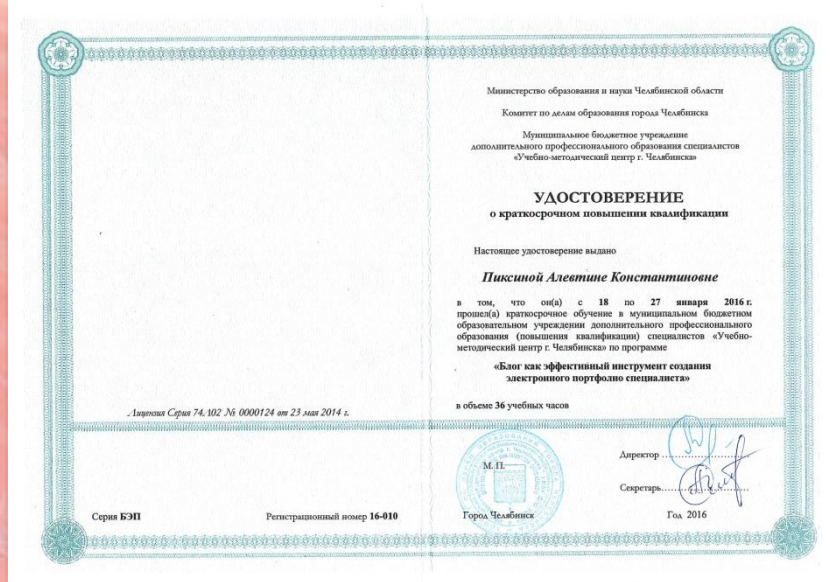 Министерство образования и науки Челябинской области
Комитет по делам образования города Челябинска
Муниципальное бюджетное учреждение
дополнительного профессионального образования специалистов
«Учебно-методический центр г. Челябинска»
УДОСТОВЕРЕНИЕ
о краткосрочном повышении квалификации
Настоящее удостоверение выдано
Пиксиной Алевтине Константиновне
в том, что он(а) с 18 по 27 января 2016 г.
прошел(а) краткосрочное обучение в муниципальном бюджетном
образовательном учреждении дополнительного профессионального
образования (повышения квалификации) специалистов «Учебно-
методический центр г. Челябинска» по программе
«Блог как эффективный инструмент создания
электронного портфолио специалиста»
в объеме 36 учебных часов
Лицензия Серия 74Л02 № 0000124 от 23 мая 2014 г.
М. П.
Директор
Секретарь
Серия БЭП
Регистрационный номер 16-010
Город Челябинск
Год 2016